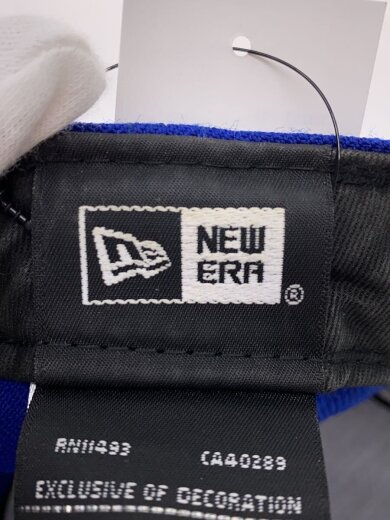 NEW
ERA
®
RN11493 CA40289
EXCLUSIVE OF DECORATION